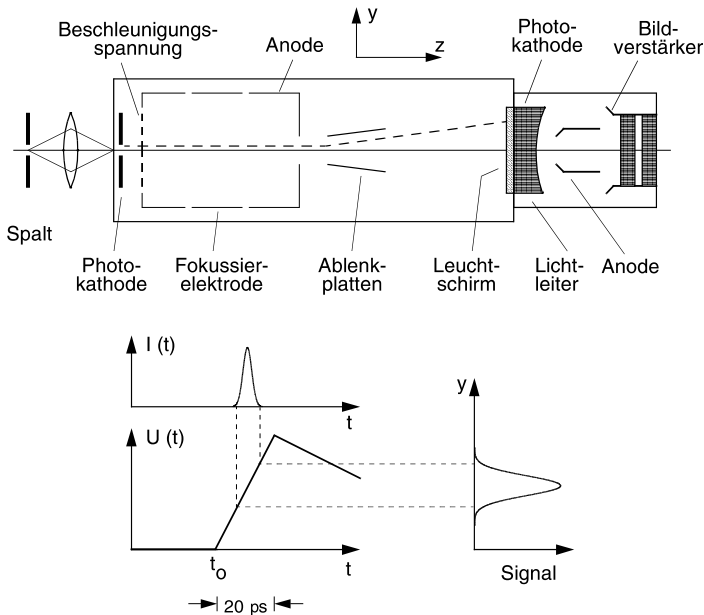 Beschleunigungs-
spannung
Anode
y
z
Photo-
kathode
Bild-
verstärker
Spalt
Photo-
kathode
Fokussier-
elektrode
Ablenk-
platten
Leucht-
schirm
Licht-
leiter
Anode
I (t)
t
U (t)
t
to
20 ps
y
Signal